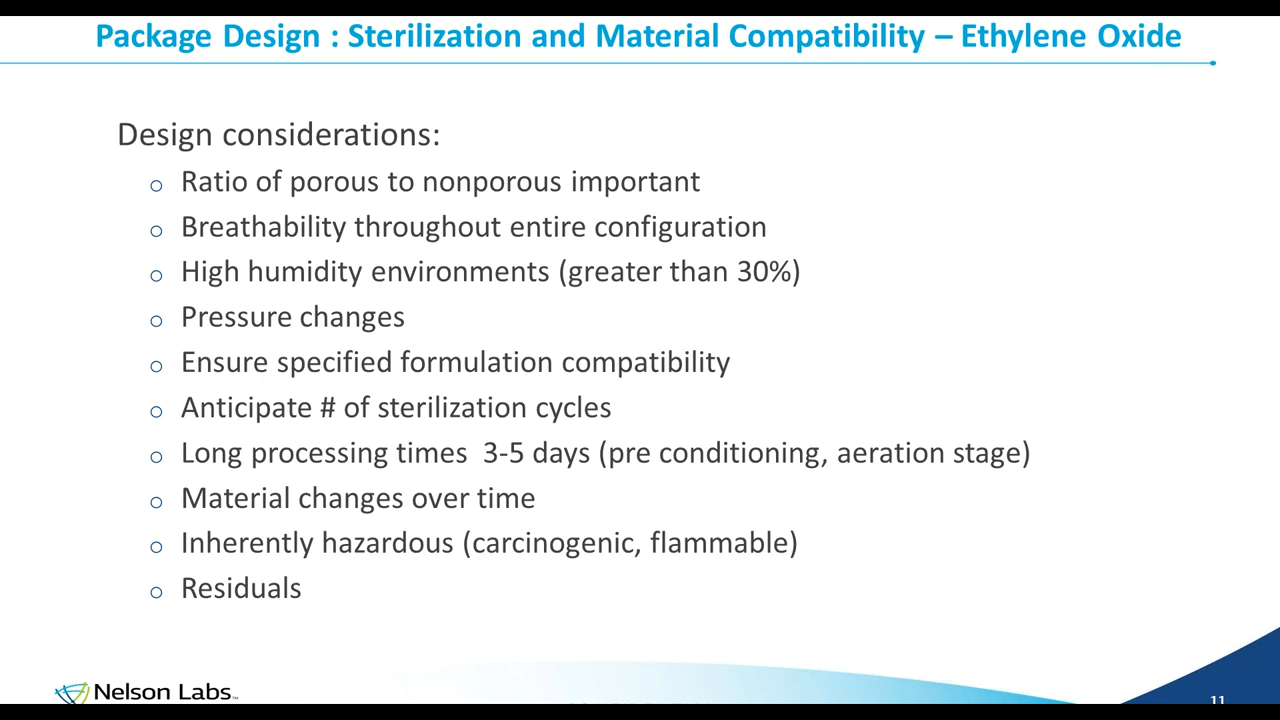 Package Design : Sterilization and Material Compatibility – Ethylene Oxide
Design considerations:
o Ratio of porous to nonporous important
o Breathability throughout entire configuration
o High humidity environments (greater than 30%)
o Pressure changes
o Ensure specified formulation compatibility
o Anticipate # of sterilization cycles
o Long processing times  3-5 days (pre conditioning, aeration stage)
o Material changes over time
o Inherently hazardous (carcinogenic, flammable)
o Residuals
Nelson Labs™
11